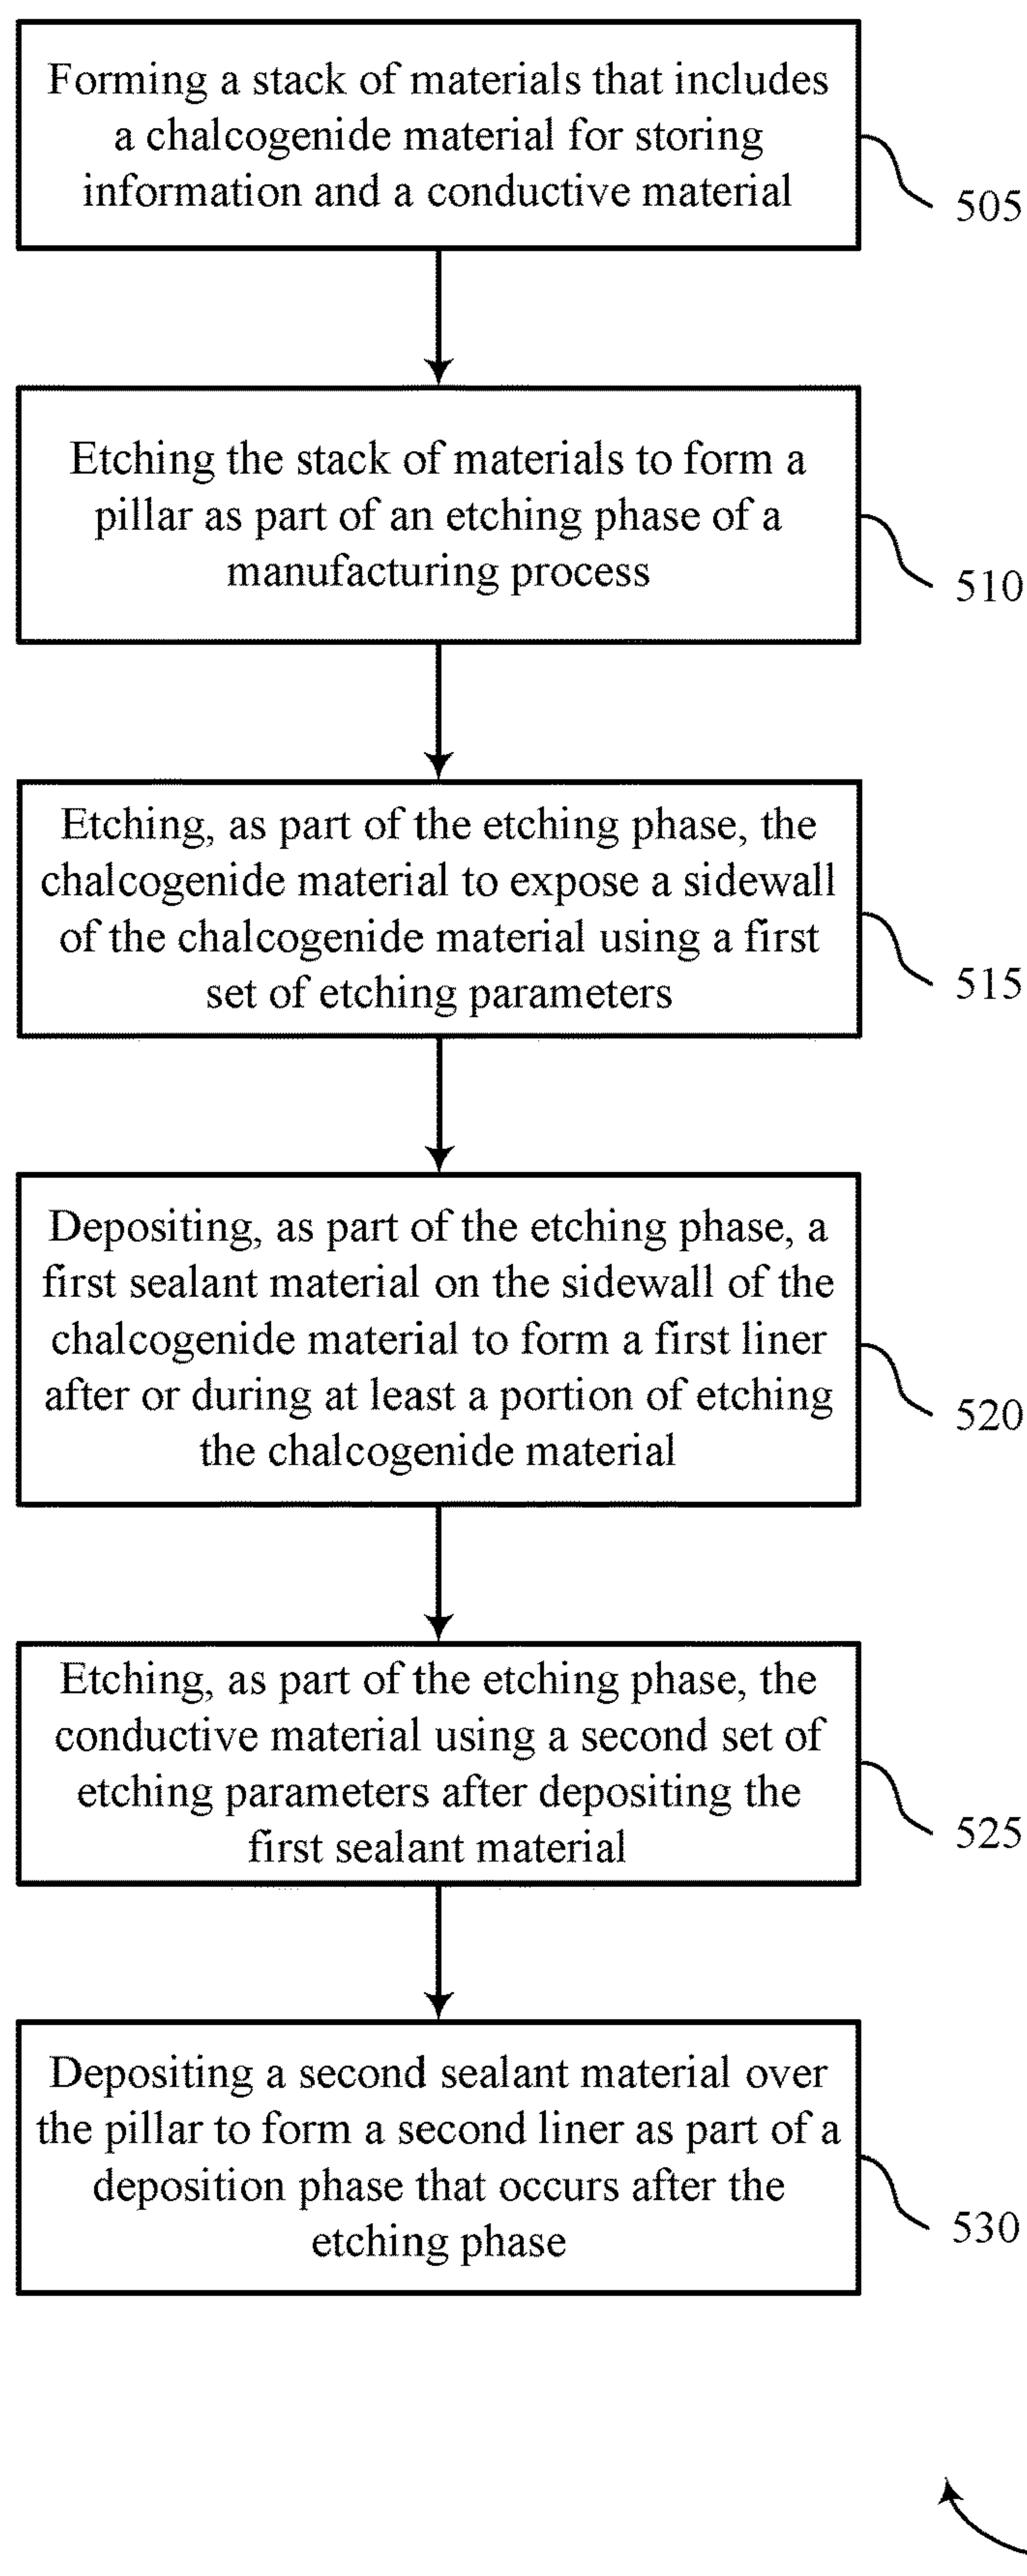 Forming a stack of materials that includes
a chalcogenide material for storing
information and a conductive material
505
Etching the stack of materials to form a
pillar as part of an etching phase of a
manufacturing process
510
Etching, as part of the etching phase, the
chalcogenide material to expose a sidewall
of the chalcogenide material using a first
set of etching parameters
515
Depositing, as part of the etching phase, a
first sealant material on the sidewall of the
chalcogenide material to form a first liner
after or during at least a portion of etching
the chalcogenide material
520
Etching, as part of the etching phase, the
conductive material using a second set of
etching parameters after depositing the
first sealant material
525
Depositing a second sealant material over
the pillar to form a second liner as part of a
deposition phase that occurs after the
etching phase
530